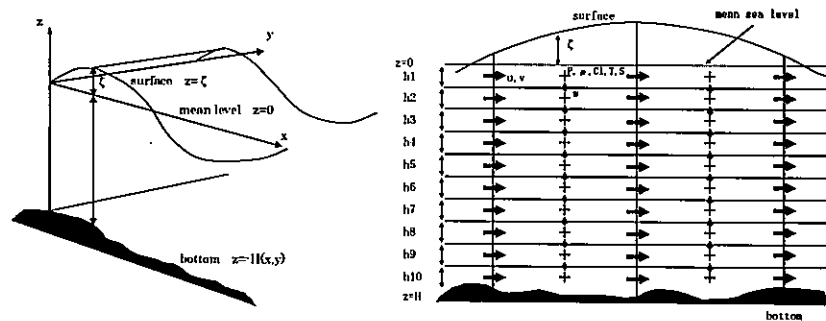 z
y
ζ
surface z=ζ
mean level z=0
x
bottom z=-H(x,y)
surface
mean sea level
ζ
z=0
h1
u, v
h2
h3
h4
h5
h6
h7
h8
h9
h10
z=H
bottom